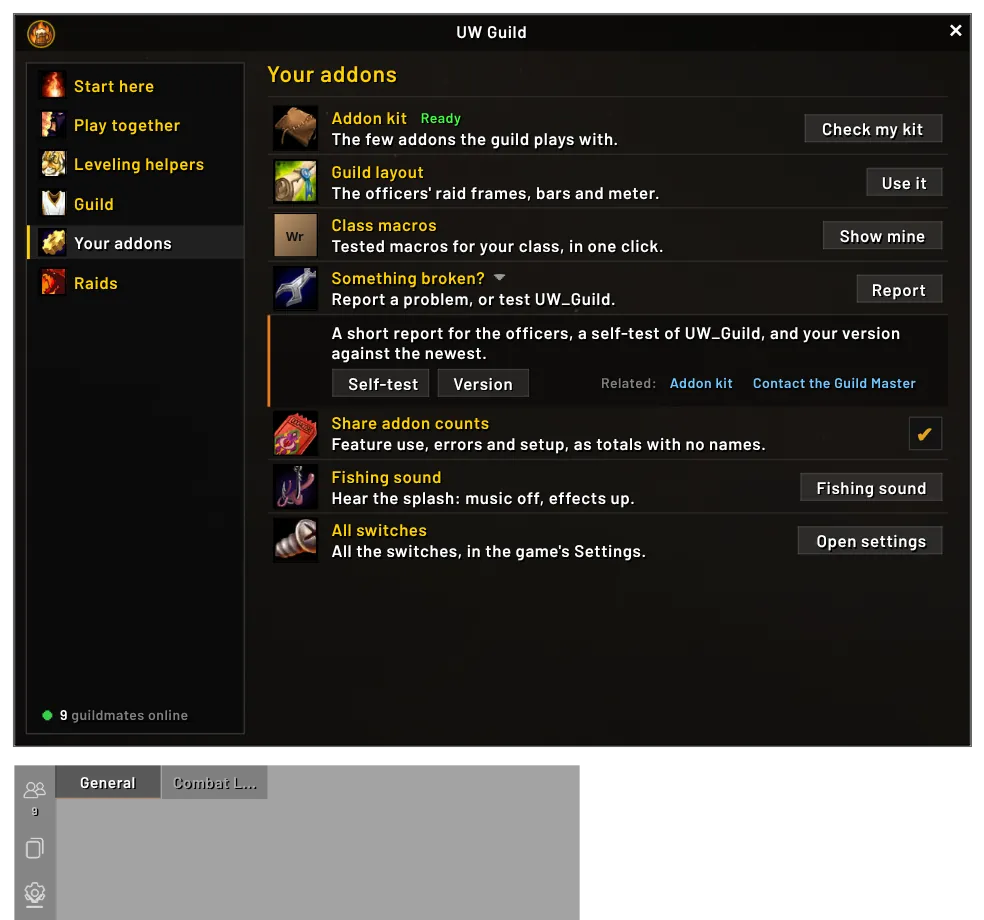 UW Guild
Start here
Play together
Leveling helpers
Guild
Your addons
Raids
9 guildmates online
Your addons
Addon kit Ready
The few addons the guild plays with.
Check my kit
Guild layout
The officers' raid frames, bars and meter.
Use it
Wr
Class macros
Tested macros for your class, in one click.
Show mine
Something broken?
Report a problem, or test UW_Guild.
Report
A short report for the officers, a self-test of UW_Guild, and your version
against the newest.
Self-test Version Related: Addon kit Contact the Guild Master
Share addon counts
Feature use, errors and setup, as totals with no names.
Fishing sound
Hear the splash: music off, effects up.
Fishing sound
All switches
All the switches, in the game's Settings.
Open settings
General Combat L...
9